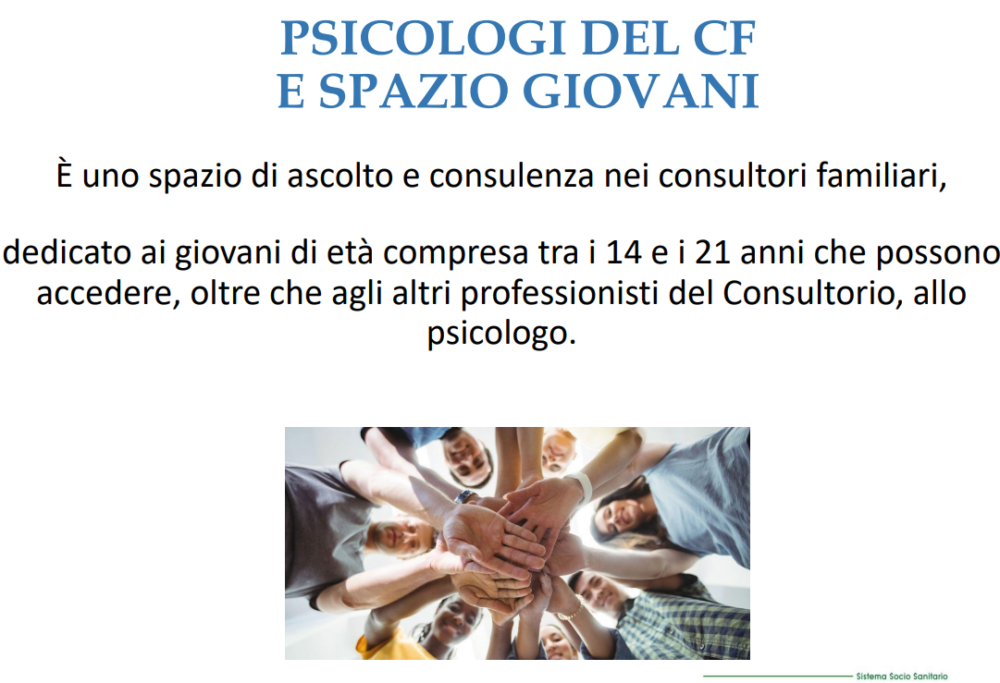 PSICOLOGI DEL CF
E SPAZIO GIOVANI
È uno spazio di ascolto e consulenza nei consultori familiari,
dedicato ai giovani di età compresa tra i 14 e i 21 anni che possono
accedere, oltre che agli altri professionisti del Consultorio, allo
psicologo.
Sistema Socio Sanitario